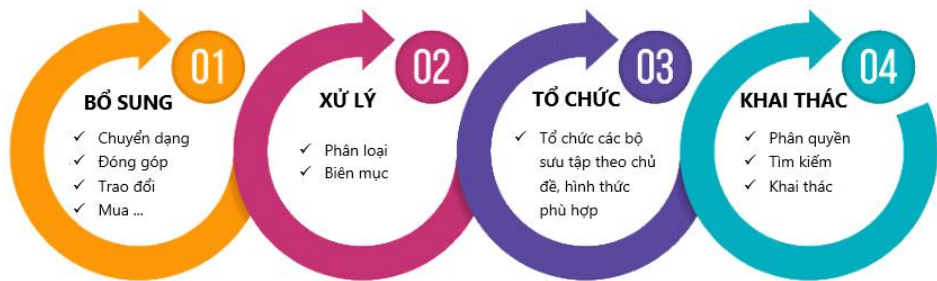 01
BỔ SUNG
✓ Chuyển dạng
✓ Đóng góp
✓ Trao đổi
✓ Mua ...
02
XỬ LÝ
✓ Phân loại
✓ Biên mục
03
TỔ CHỨC
✓ Tổ chức các bộ
sưu tập theo chủ
đề, hình thức
phù hợp
04
KHAI THÁC
✓ Phân quyền
✓ Tìm kiếm
✓ Khai thác